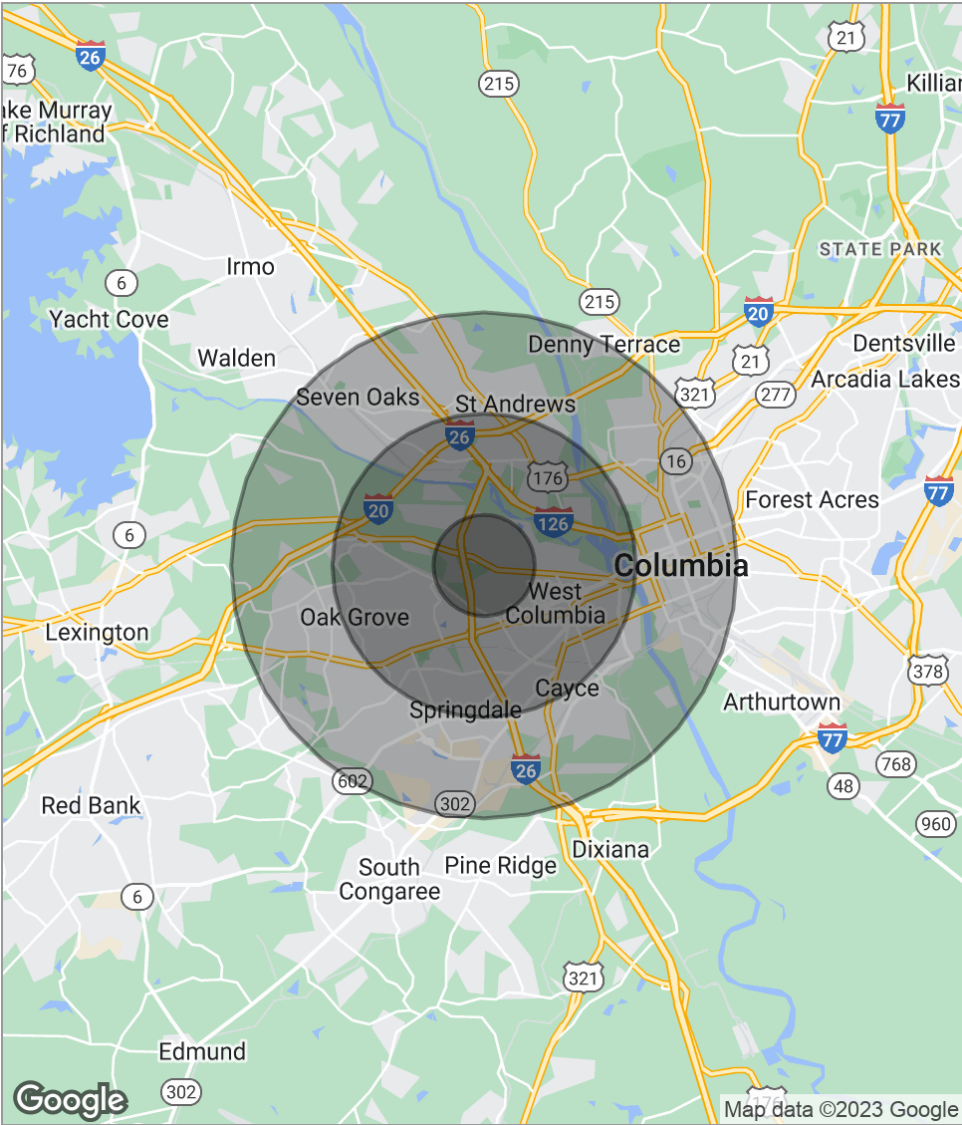 21
26
76
215
Killian
ake Murray
f Richland
77
STATE PARK
Irmo
6
215
Yacht Cove
20
Denny Terrace
Dentsville
Walden
21
Arcadia Lakes
Seven Oaks
321
277
St Andrews
26
16
176
77
Forest Acres
20
126
6
Columbia
West
Columbia
Oak Grove
Lexington
378
Cayce
Arthurtown
Springdale
77
26
768
602
48
302
Red Bank
960
Dixiana
South
Congaree
Pine Ridge
6
321
Edmund
302
176
Google
Map data ©2023 Google